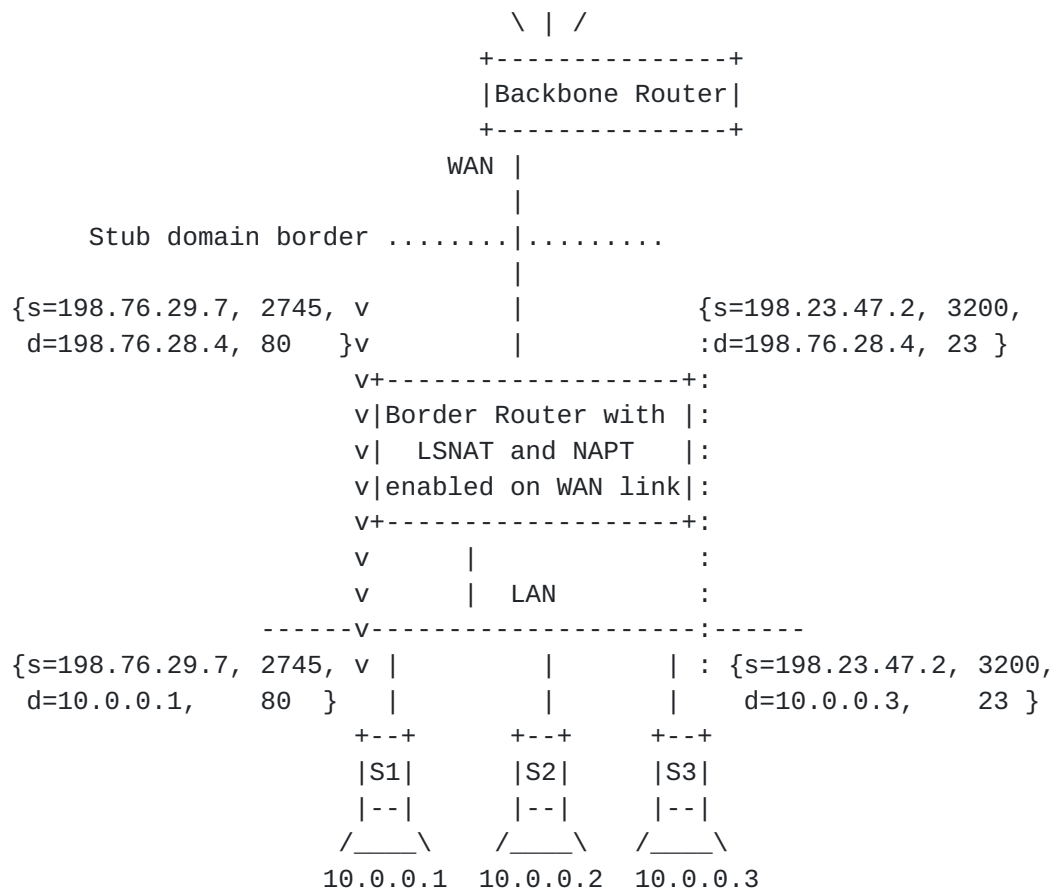 \ | /
                              +---------------+
                              |Backbone Router|
                              +---------------+
                            WAN |
                                |
     Stub domain border ........|.........
                                |
{s=198.76.29.7, 2745, v         |           {s=198.23.47.2, 3200,
 d=198.76.28.4, 80   }v         |           :d=198.76.28.4, 23 }
                      v+-------------------+:
                      v|Border Router with |:
                      v|  LSNAT and NAPT   |:
                      v|enabled on WAN link|:
                      v+-------------------+:
                      v      |              :
                      v      |  LAN         :
                ------v---------------------:------
{s=198.76.29.7, 2745, v |         |       | : {s=198.23.47.2, 3200,
 d=10.0.0.1,    80  }   |         |       |    d=10.0.0.3,    23 }
                      +--+      +--+     +--+
                      |S1|      |S2|     |S3|
                      |--|      |--|     |--|
                     /____\    /____\   /____\
                    10.0.0.1  10.0.0.2  10.0.0.3